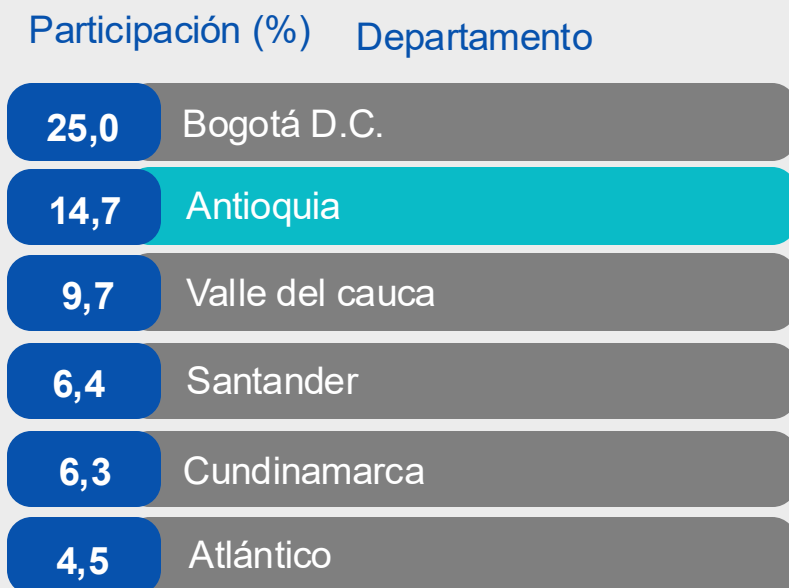 Participación (%) Departamento
25,0 Bogotá D.C.
14,7 Antioquia
9,7 Valle del cauca
6,4 Santander
6,3 Cundinamarca
4,5 Atlántico